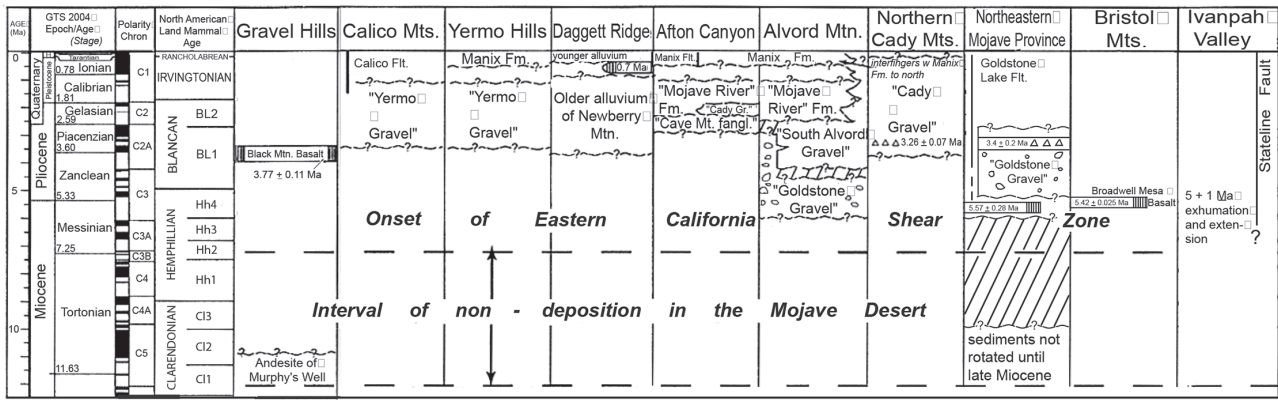 AGE
(Ma)
GTS 2004
Epoch/Age
(Stage)
Polarity
Chron
North American
Land Mammal
Age
Gravel Hills
Calico Mts.
Yermo Hills
Daggett Ridge
Afton Canyon
Alvord Mtn.
Northern
Cady Mts.
Northeastern
Mojave Province
Bristol
Mts.
Ivanpah
Valley
0
5
10
Quaternary
Pliocene
Miocene
Pleistocene
H
Tarantian
0.78 Ionian
Calibrian
1.81
Gelasian
2.59
Piacenzian
3.60
Zanclean
5.33
Messinian
7.25
Tortonian
11.63
C1
C2
C2A
C3
C3A
C3B
C4
C4A
C5
RANCHOLABREAN
IRVINGTONIAN
BLANCAN
BL2
BL1
HEMPHILLIAN
Hh4
Hh3
Hh2
Hh1
CLARENDONIAN
Cl3
Cl2
Cl1
Black Mtn. Basalt
3.77 ± 0.11 Ma
? ? ? ?
Andesite of
Murphy's Well
Calico Flt.
? ? ?
"Yermo
Gravel"
? ? ?
Manix Fm.
? ? ?
"Yermo
Gravel"
? ? ?
younger alluvium
0.7 Ma
? ?
Older alluvium
of Newberry
Mtn.
? ? ?
Manix Flt.
? ?
"Mojave River"
Fm.
"Cady Gr."
"Cave Mt. fangl."
? ? ?
Manix Fm.
"Mojave
River" Fm.
"South Alvord
Gravel"
"Goldstone
Gravel"
interfingers w Manix
Fm. to north
"Cady
Gravel"
3.26 ± 0.07 Ma
? ? ?
Goldstone
Lake Flt.
? ?
3.4 ± 0.2 Ma
"Goldstone
Gravel"
5.57 ± 0.28 Ma
? ?
sediments not
rotated until
late Miocene
Broadwell Mesa
5.42 ± 0.025 Ma
Basalt
Stateline Fault
?
5 + 1 Ma
exhumation
and exten-
sion
Onset of Eastern California Shear Zone
Interval of non - deposition in the Mojave Desert